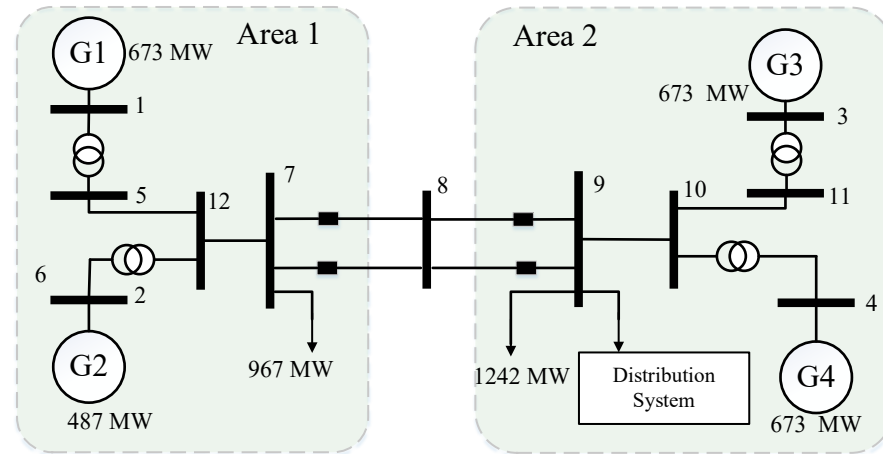 Area 1
G1
673 MW
1
5
12
7
6
2
G2
487 MW
967 MW
8
Area 2
G3
673 MW
3
9
10
11
4
1242 MW
Distribution
System
G4
673 MW